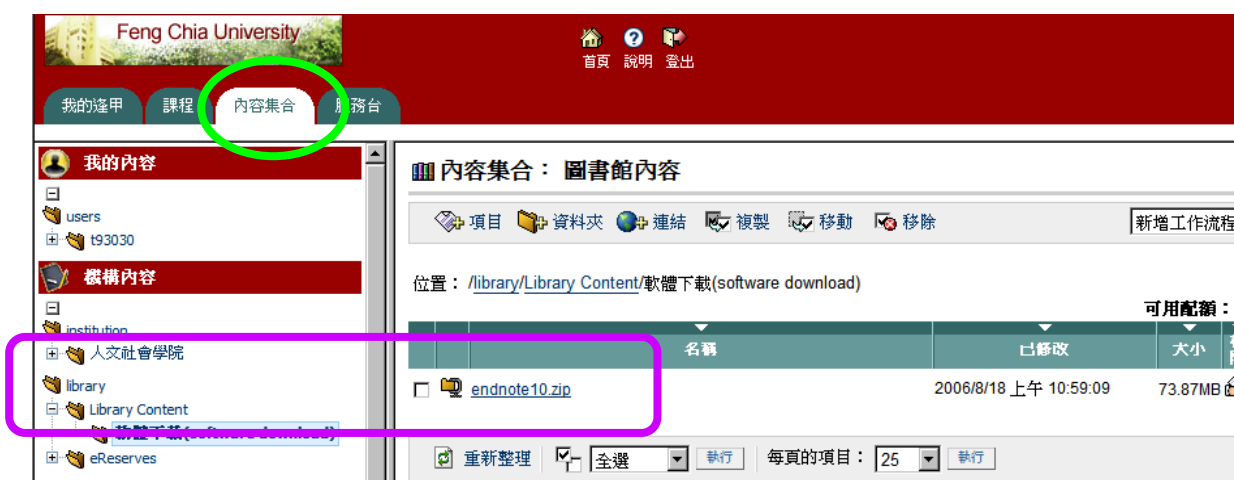 Feng Chia University
首頁 說明 登出
我的逢甲 課程 內容集合 服務台
我的內容
users
t93030
機構內容
institution
人文社會學院
library
Library Content
軟體下載(software download)
eReserves
內容集合： 圖書館內容
項目 資料夾 連結 複製 移動 移除 新增工作流程
位置： /library/Library Content/軟體下載(software download)
可用配額：
名稱 已修改 大小
endnote10.zip 2006/8/18 上午 10:59:09 73.87MB
重新整理 全選 執行 每頁的項目： 25 執行